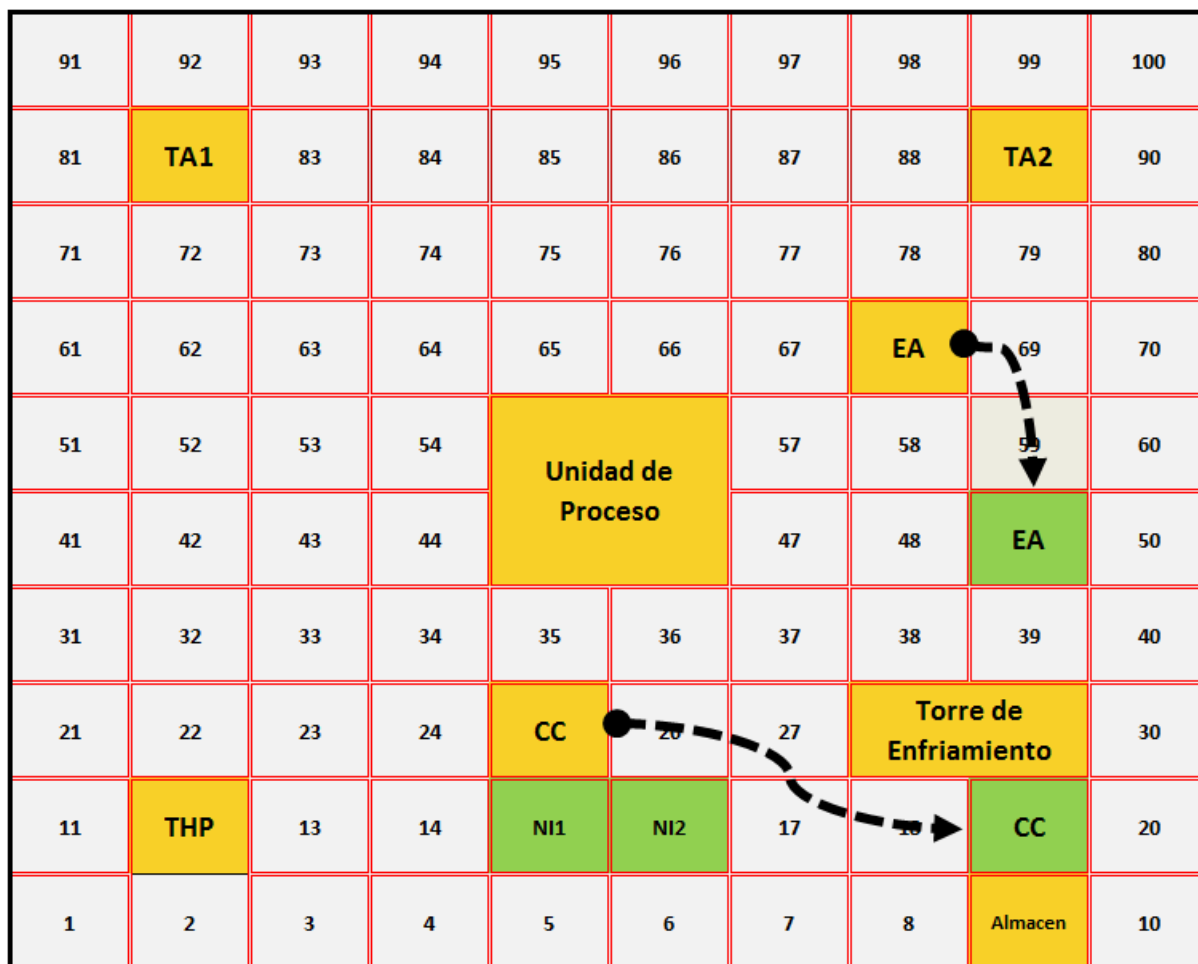 91 92 93 94 95 96 97 98 99 100
81 TA1 83 84 85 86 87 88 TA2 90
71 72 73 74 75 76 77 78 79 80
61 62 63 64 65 66 67 EA 69 70
51 52 53 54 57 58 59 60
Unidad de
Proceso
41 42 43 44 47 48 EA 50
31 32 33 34 35 36 37 38 39 40
21 22 23 24 CC 26 27 30
Torre de
Enfriamiento
11 THP 13 14 NI1 NI2 17 18 CC 20
1 2 3 4 5 6 7 8 Almacen 10